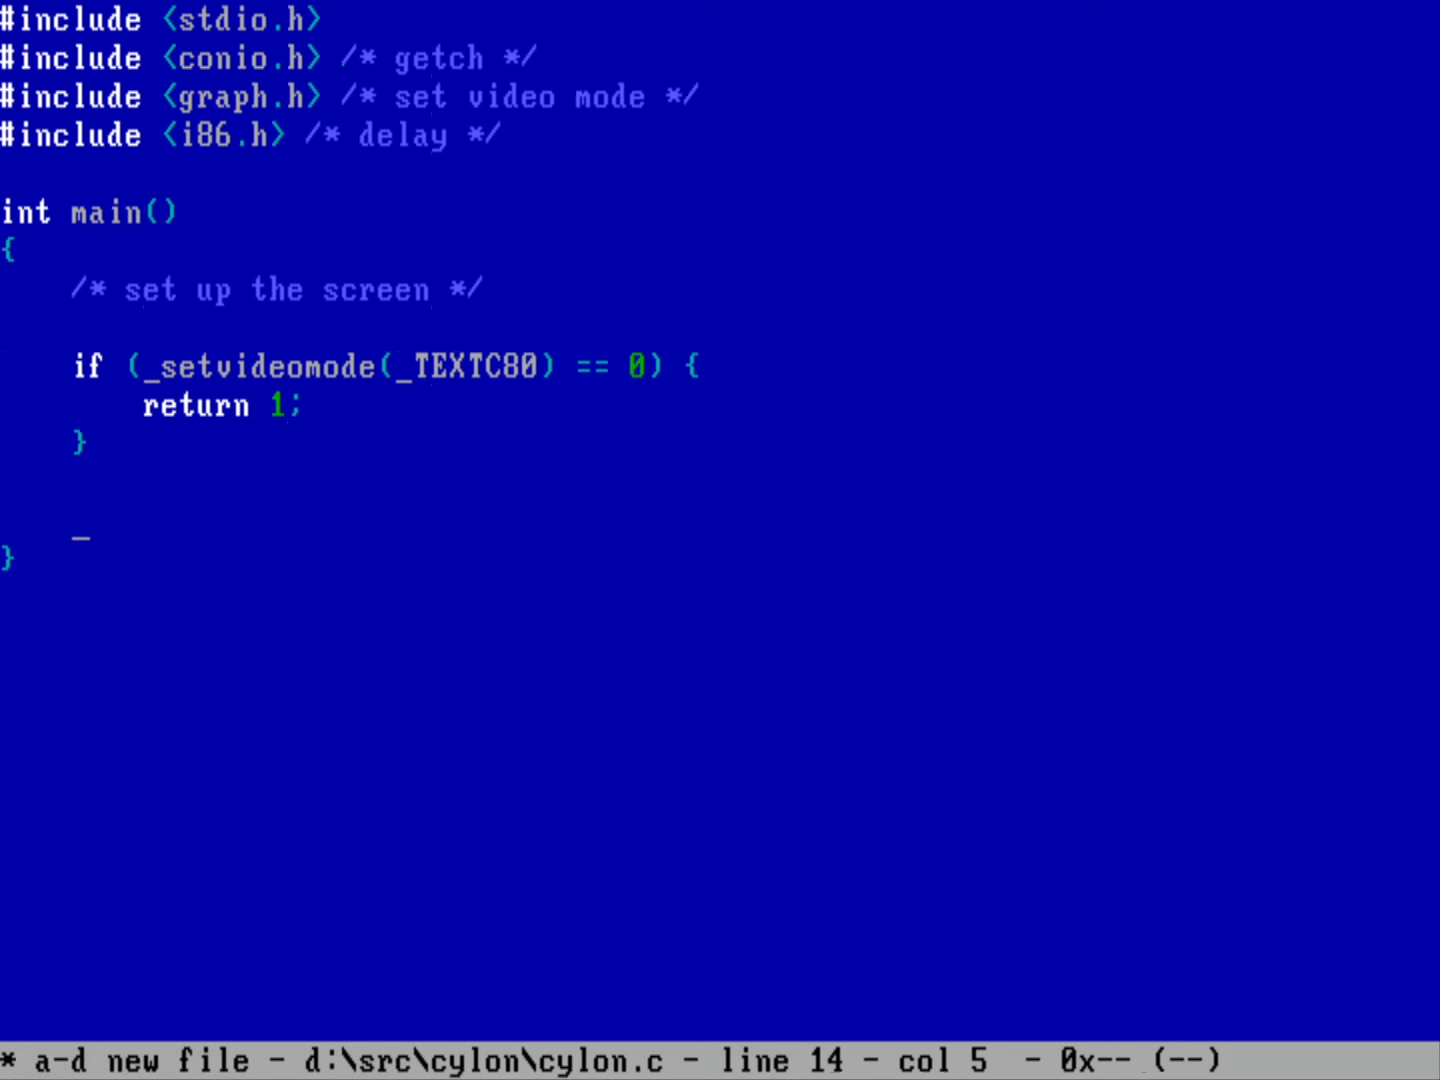 #include <stdio.h>
#include <conio.h> /* getch */
#include <graph.h> /* set video mode */
#include <i86.h> /* delay */
int main()
{
    /* set up the screen */
    if (_setvideomode(_TEXTC80) == 0) {
        return 1;
    }
}
* a-d new file - d:\src\cylon\cylon.c - line 14 - col 5  - 0x-- (--)